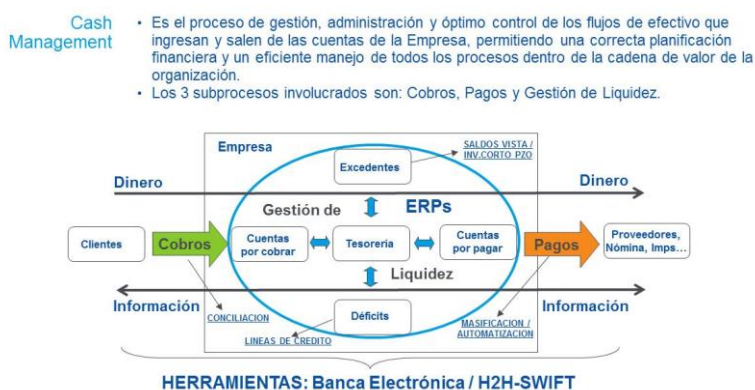 Cash
Management
• Es el proceso de gestión, administración y óptimo control de los flujos de efectivo que
ingresan y salen de las cuentas de la Empresa, permitiendo una correcta planificación
financiera y un eficiente manejo de todos los procesos dentro de la cadena de valor de la
organización.
• Los 3 subprocesos involucrados son: Cobros, Pagos y Gestión de Liquidez.
Empresa
SALDOS VISTA /
INV.CORTO PZO
Excedentes
Dinero
Dinero
Gestión de
ERPs
Clientes
Cobros
Cuentas
por cobrar
Tesorería
Cuentas
por pagar
Pagos
Proveedores,
Nómina, Imps...
Liquidez
Información
Información
CONCILIACION
Déficits
MASIFICACION /
AUTOMATIZACION
LINEAS DE CREDITO
HERRAMIENTAS: Banca Electrónica / H2H-SWIFT